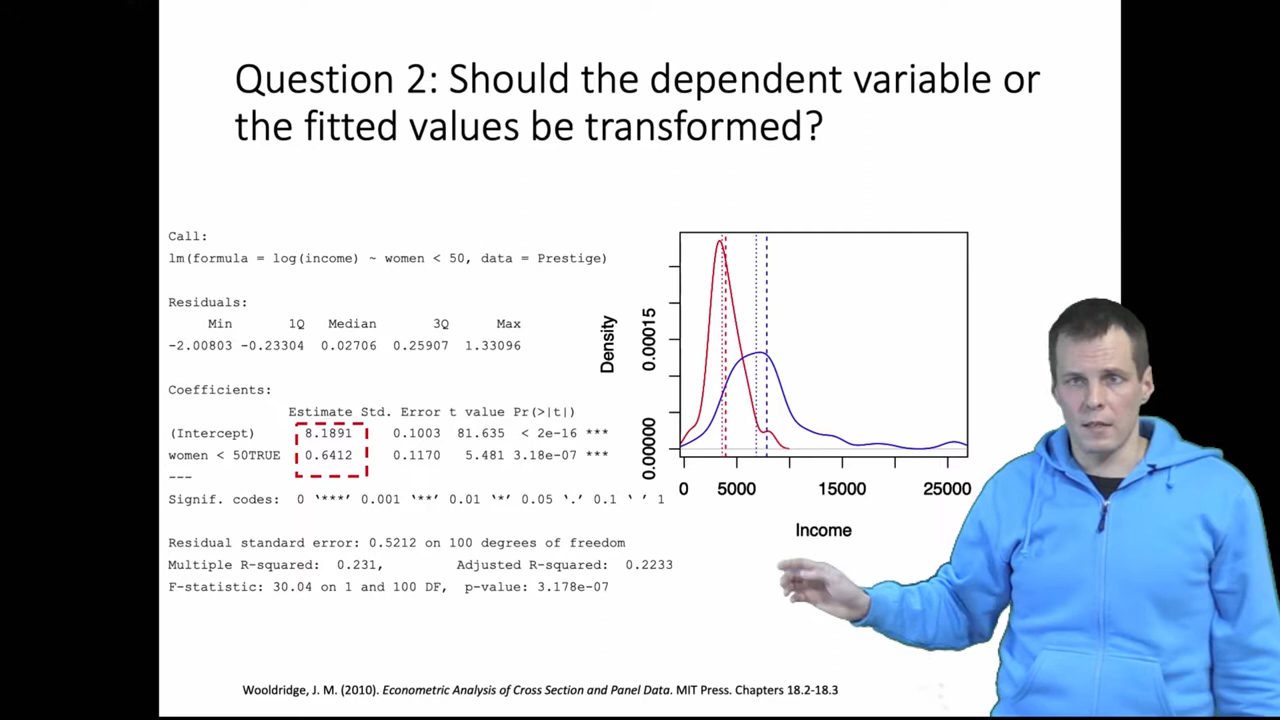 Question 2: Should the dependent variable or
the fitted values be transformed?
Call:
lm(formula = log(income) ~ women < 50, data = Prestige)
Residuals:
Min 1Q Median 3Q Max
-2.00803 -0.23304 0.02706 0.25907 1.33096
Coefficients:
Estimate Std. Error t value Pr(>|t|)
(Intercept) 8.1891 0.1003 81.635 < 2e-16 ***
women < 50TRUE 0.6412 0.1170 5.481 3.18e-07 ***
---
Signif. codes: 0 ‘***’ 0.001 ‘**’ 0.01 ‘*’ 0.05 ‘.’ 0.1 ‘ ’ 1
Residual standard error: 0.5212 on 100 degrees of freedom
Multiple R-squared: 0.231, Adjusted R-squared: 0.2233
F-statistic: 30.04 on 1 and 100 DF, p-value: 3.178e-07
Density
0.00000 0.00015
0 5000 15000 25000
Income
Wooldridge, J. M. (2010). Econometric Analysis of Cross Section and Panel Data. MIT Press. Chapters 18.2-18.3